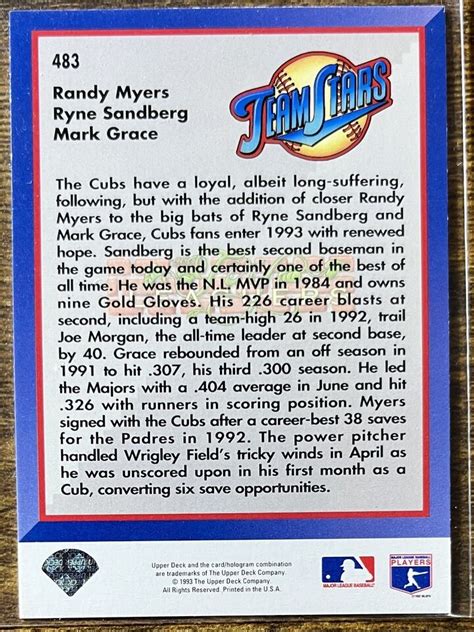 483
Randy Myers
Ryne Sandberg
Mark Grace
TEAM STARS
The Cubs have a loyal, albeit long-suffering,
following, but with the addition of closer Randy
Myers to the big bats of Ryne Sandberg and
Mark Grace, Cubs fans enter 1993 with renewed
hope. Sandberg is the best second baseman in
the game today and certainly one of the best of
all time. He was the N.L. MVP in 1984 and owns
nine Gold Gloves. His 226 career blasts at
second, including a team-high 26 in 1992, trail
Joe Morgan, the all-time leader at second base,
by 40. Grace rebounded from an off season in
1991 to hit .307, his third .300 season. He led
the Majors with a .404 average in June and hit
.326 with runners in scoring position. Myers
signed with the Cubs after a career-best 38 saves
for the Padres in 1992. The power pitcher
handled Wrigley Field's tricky winds in April as
he was unscored upon in his first month as a
Cub, converting six save opportunities.
Upper Deck and the card/hologram combination
are trademarks of The Upper Deck Company.
© 1993 The Upper Deck Company.
All Rights Reserved. Printed in the U.S.A.
MAJOR LEAGUE BASEBALL
MAJOR LEAGUE BASEBALL
PLAYERS